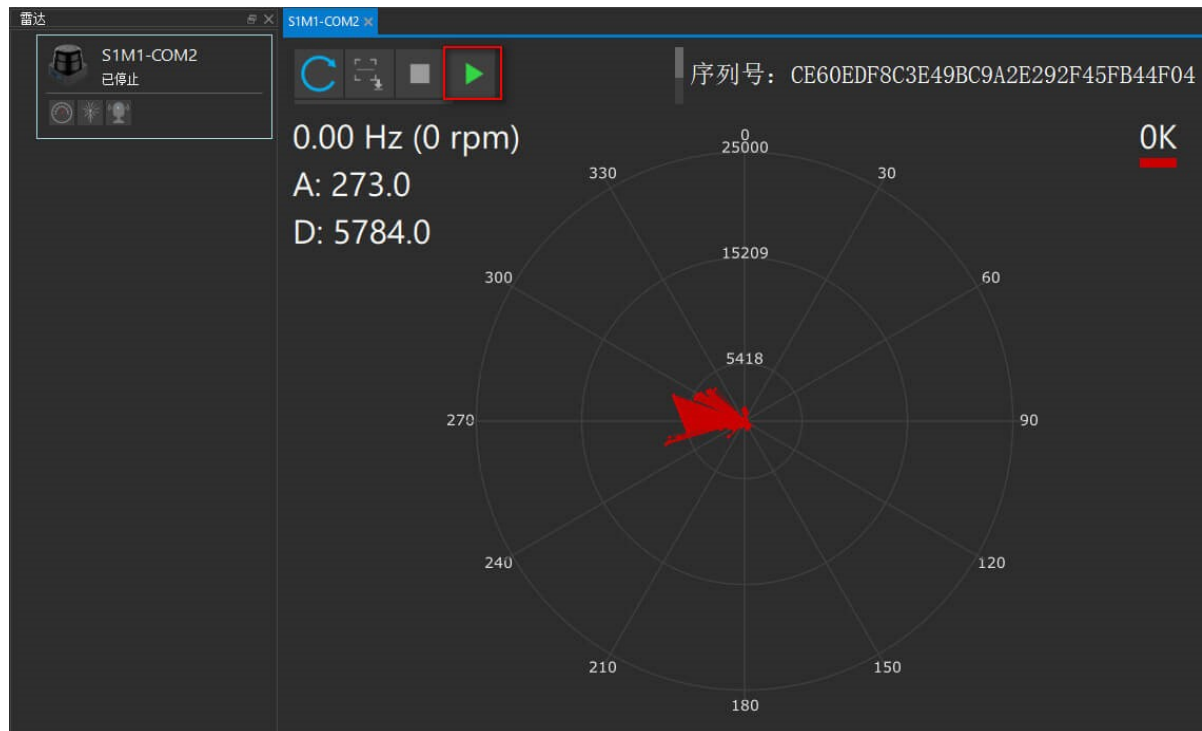 雷达
S1M1-COM2
已停止
S1M1-COM2
序列号: CE60EDF8C3E49BC9A2E292F45FB44F04
0.00 Hz (0 rpm)
A: 273.0
D: 5784.0
0K
0
25000
330
30
15209
300
60
5418
270
90
240
120
210
150
180